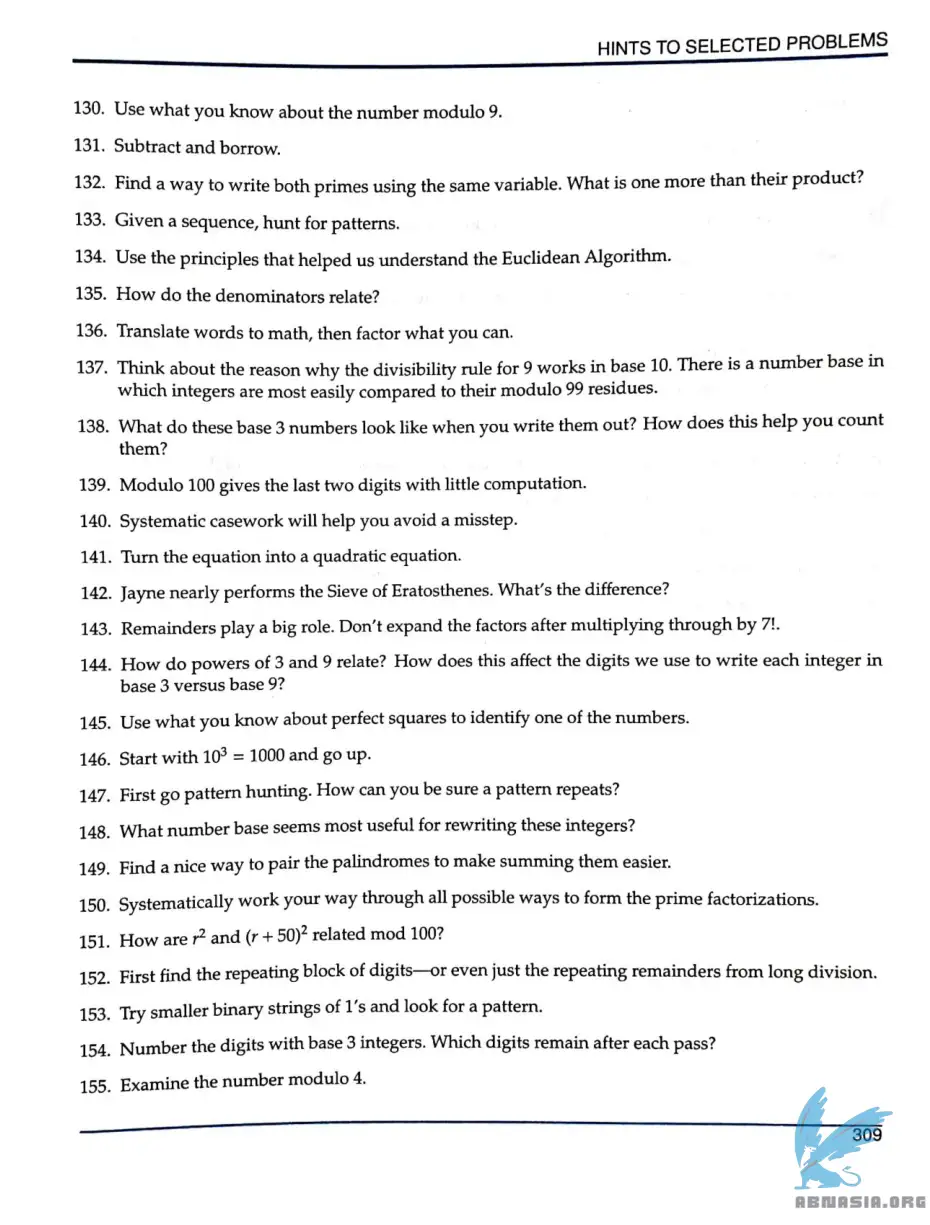 HINTS TO SELECTED PROBLEMS
130. Use what you know about the number modulo 9.
131. Subtract and borrow.
132. Find a way to write both primes using the same variable. What is one more than their product?
133. Given a sequence, hunt for patterns.
134. Use the principles that helped us understand the Euclidean Algorithm.
135. How do the denominators relate?
136. Translate words to math, then factor what you can.
137. Think about the reason why the divisibility rule for 9 works in base 10. There is a number base in
which integers are most easily compared to their modulo 99 residues.
138. What do these base 3 numbers look like when you write them out? How does this help you count
them?
139. Modulo 100 gives the last two digits with little computation.
140. Systematic casework will help you avoid a misstep.
141. Turn the equation into a quadratic equation.
142. Jayne nearly performs the Sieve of Eratosthenes. What's the difference?
143. Remainders play a big role. Don't expand the factors after multiplying through by 7!.
144. How do powers of 3 and 9 relate? How does this affect the digits we use to write each integer in
base 3 versus base 9?
145. Use what you know about perfect squares to identify one of the numbers.
146. Start with 10³ = 1000 and go up.
147. First go pattern hunting. How can you be sure a pattern repeats?
148. What number base seems most useful for rewriting these integers?
149. Find a nice way to pair the palindromes to make summing them easier.
150. Systematically work your way through all possible ways to form the prime factorizations.
151. How are r² and (r + 50)² related mod 100?
152. First find the repeating block of digits—or even just the repeating remainders from long division.
153. Try smaller binary strings of 1's and look for a pattern.
154. Number the digits with base 3 integers. Which digits remain after each pass?
155. Examine the number modulo 4.
309
ABNASIA.ORG